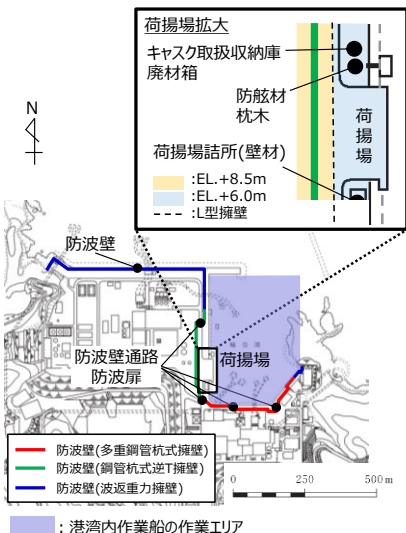 荷揚場拡大
キャスク取扱収納庫
廃材箱
防舷材
枕木
荷揚場
荷揚場詰所(壁材)
:EL.+8.5m
:EL.+6.0m
:L型擁壁
N
防波壁
防波壁通路
防波扉
荷揚場
防波壁(多重鋼管杭式擁壁)
防波壁(鋼管杭式逆T擁壁)
防波壁(波返重力擁壁)
0 250 500 m
: 港湾内作業船の作業エリア